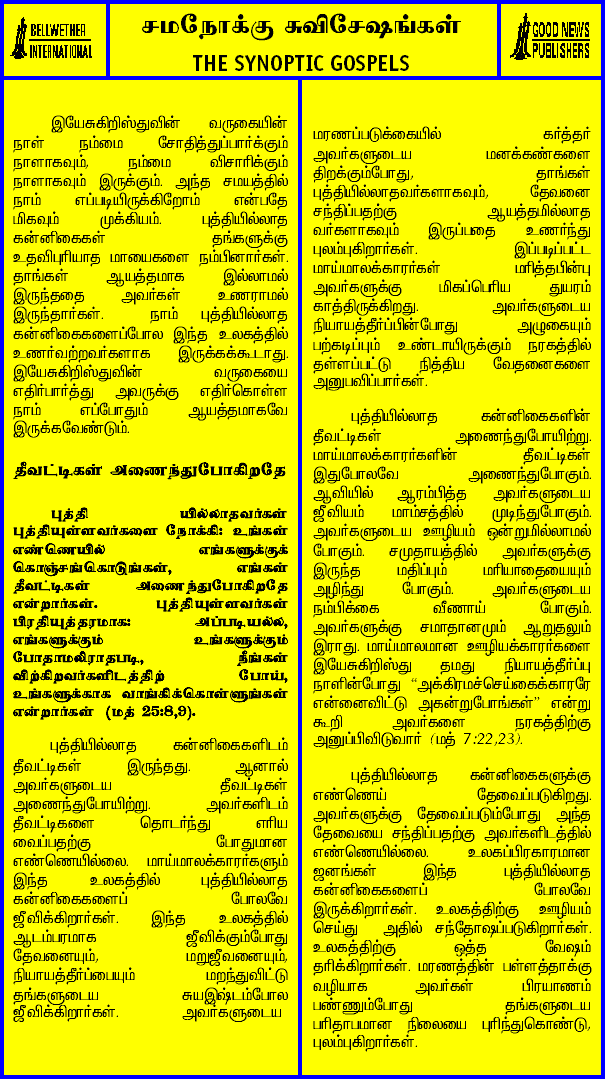 BELLWETHER
INTERNATIONAL
சமநோக்கு சுவிசேஷங்கள்
THE SYNOPTIC GOSPELS
GOOD NEWS
PUBLISHERS
இயேசுகிறிஸ்துவின் வருகையின்
நாள் நம்மை சோதித்துப்பார்க்கும்
நாளாகவும், நம்மை விசாரிக்கும்
நாளாகவும் இருக்கும். அந்த சமயத்தில்
நாம் எப்படியிருக்கிறோம் என்பதே
மிகவும் முக்கியம். புத்தியில்லாத
கன்னிகைகள் தங்களுக்கு
உதவிபுரியாத மாயைகளை நம்பினார்கள்.
தாங்கள் ஆயத்தமாக இல்லாமல்
இருந்ததை அவர்கள் உணராமல்
இருந்தார்கள். நாம் புத்தியில்லாத
கன்னிகைகளைப்போல இந்த உலகத்தில்
உணர்வற்றவர்களாக இருக்கக்கூடாது.
இயேசுகிறிஸ்துவின் வருகையை
எதிர்பார்த்து அவருக்கு எதிர்கொள்ள
நாம் எப்போதும் ஆயத்தமாகவே
இருக்கவேண்டும்.
தீவட்டிகள் அணைந்துபோகிறதே
புத்தி யில்லாதவர்கள்
புத்தியுள்ளவர்களை நோக்கி: உங்கள்
எண்ணெயில் எங்களுக்குக்
கொஞ்சங்கொடுங்கள், எங்கள்
தீவட்டிகள் அணைந்துபோகிறதே
என்றார்கள். புத்தியுள்ளவர்கள்
பிரதியுத்தரமாக: அப்படியல்ல,
எங்களுக்கும் உங்களுக்கும்
போதாமலிராதபடி, நீங்கள்
விற்கிறவர்களிடத்திற் போய்,
உங்களுக்காக வாங்கிக்கொள்ளுங்கள்
என்றார்கள் (மத் 25:8,9).
புத்தியில்லாத கன்னிகைகளிடம்
தீவட்டிகள் இருந்தது. ஆனால்
அவர்களுடைய தீவட்டிகள்
அணைந்துபோயிற்று. அவர்களிடம்
தீவட்டிகளை தொடர்ந்து எரிய
வைப்பதற்கு போதுமான
எண்ணெயில்லை. மாய்மாலக்காரர்களும்
இந்த உலகத்தில் புத்தியில்லாத
கன்னிகைகளைப் போலவே
ஜீவிக்கிறார்கள். இந்த உலகத்தில்
ஆடம்பரமாக ஜீவிக்கும்போது
தேவனையும், மறுஜீவனையும்,
நியாயத்தீர்ப்பையும் மறந்துவிட்டு
தங்களுடைய சுயஇஷ்டம்போல
ஜீவிக்கிறார்கள். அவர்களுடைய
மரணப்படுக்கையில் கர்த்தர்
அவர்களுடைய மனக்கண்களை
திறக்கும்போது, தாங்கள்
புத்தியில்லாதவர்களாகவும், தேவனை
சந்திப்பதற்கு ஆயத்தமில்லாத
வர்களாகவும் இருப்பதை உணர்ந்து
புலம்புகிறார்கள். இப்படிப்பட்ட
மாய்மாலக்காரர்கள் மரித்தபின்பு
அவர்களுக்கு மிகப்பெரிய துயரம்
காத்திருக்கிறது. அவர்களுடைய
நியாயத்தீர்ப்பின்போது அழுகையும்
பற்கடிப்பும் உண்டாயிருக்கும் நரகத்தில்
தள்ளப்பட்டு நித்திய வேதனைகளை
அனுபவிப்பார்கள்.
புத்தியில்லாத கன்னிகைகளின்
தீவட்டிகள் அணைந்துபோயிற்று.
மாய்மாலக்காரர்களின் தீவட்டிகள்
இதுபோலவே அணைந்துபோகும்.
ஆவியில் ஆரம்பித்த அவர்களுடைய
ஜீவியம் மாம்சத்தில் முடிந்துபோகும்.
அவர்களுடைய ஊழியம் ஒன்றுமில்லாமல்
போகும். சமுதாயத்தில் அவர்களுக்கு
இருந்த மதிப்பும் மரியாதையையும்
அழிந்து போகும். அவர்களுடைய
நம்பிக்கை வீணாய் போகும்.
அவர்களுக்கு சமாதானமும் ஆறுதலும்
இராது. மாய்மாலமான ஊழியக்காரர்களை
இயேசுகிறிஸ்து தமது நியாயத்தீர்ப்பு
நாளின்போது “அக்கிரமச்செய்கைக்காரரே
என்னைவிட்டு அகன்றுபோங்கள்” என்று
கூறி அவர்களை நரகத்திற்கு
அனுப்பிவிடுவார் (மத் 7:22,23).
புத்தியில்லாத கன்னிகைகளுக்கு
எண்ணெய் தேவைப்படுகிறது.
அவர்களுக்கு தேவைப்படும்போது அந்த
தேவையை சந்திப்பதற்கு அவர்களிடத்தில்
எண்ணெயில்லை. உலகப்பிரகாரமான
ஜனங்கள் இந்த புத்தியில்லாத
கன்னிகைகளைப் போலவே
இருக்கிறார்கள். உலகத்திற்கு ஊழியம்
செய்து அதில் சந்தோஷப்படுகிறார்கள்.
உலகத்திற்கு ஒத்த வேஷம்
தரிக்கிறார்கள். மரணத்தின் பள்ளத்தாக்கு
வழியாக அவர்கள் பிரயாணம்
பண்ணும்போது தங்களுடைய
பரிதாபமான நிலையை புரிந்துகொண்டு,
புலம்புகிறார்கள்.